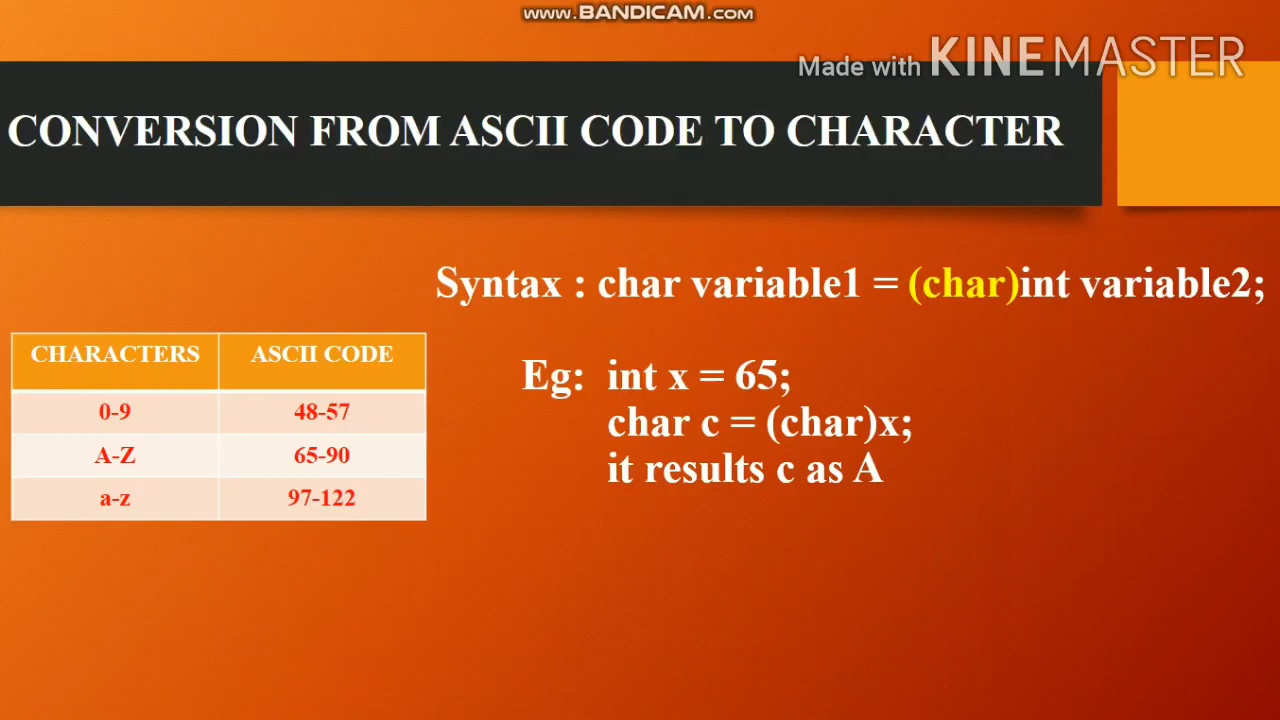 www.BANDICAM.com
Made with KINEMASTER
CONVERSION FROM ASCII CODE TO CHARACTER
Syntax : char variable1 = (char)int variable2;
CHARACTERS ASCII CODE
0-9 48-57
A-Z 65-90
a-z 97-122
Eg: int x = 65;
char c = (char)x;
it results c as A